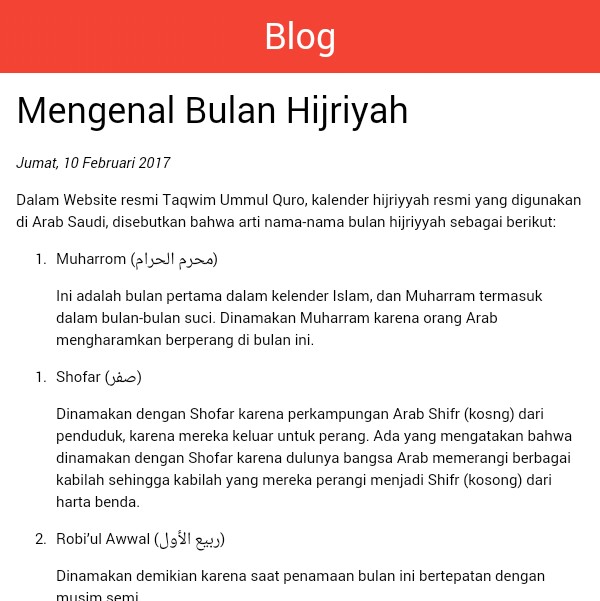 Blog
Mengenal Bulan Hijriyah
Jumat, 10 Februari 2017
Dalam Website resmi Taqwim Ummul Quro, kalender hijriyyah resmi yang digunakan
di Arab Saudi, disebutkan bahwa arti nama-nama bulan hijriyyah sebagai berikut:
1. Muharrom (محرم الحرام)
Ini adalah bulan pertama dalam kelender Islam, dan Muharram termasuk
dalam bulan-bulan suci. Dinamakan Muharram karena orang Arab
mengharamkan berperang di bulan ini.
1. Shofar (صفر)
Dinamakan dengan Shofar karena perkampungan Arab Shifr (kosng) dari
penduduk, karena mereka keluar untuk perang. Ada yang mengatakan bahwa
dinamakan dengan Shofar karena dulunya bangsa Arab memerangi berbagai
kabilah sehingga kabilah yang mereka perangi menjadi Shifr (kosong) dari
harta benda.
2. Robi’ul Awwal (ربيع الأول)
Dinamakan demikian karena saat penamaan bulan ini bertepatan dengan
musim semi.